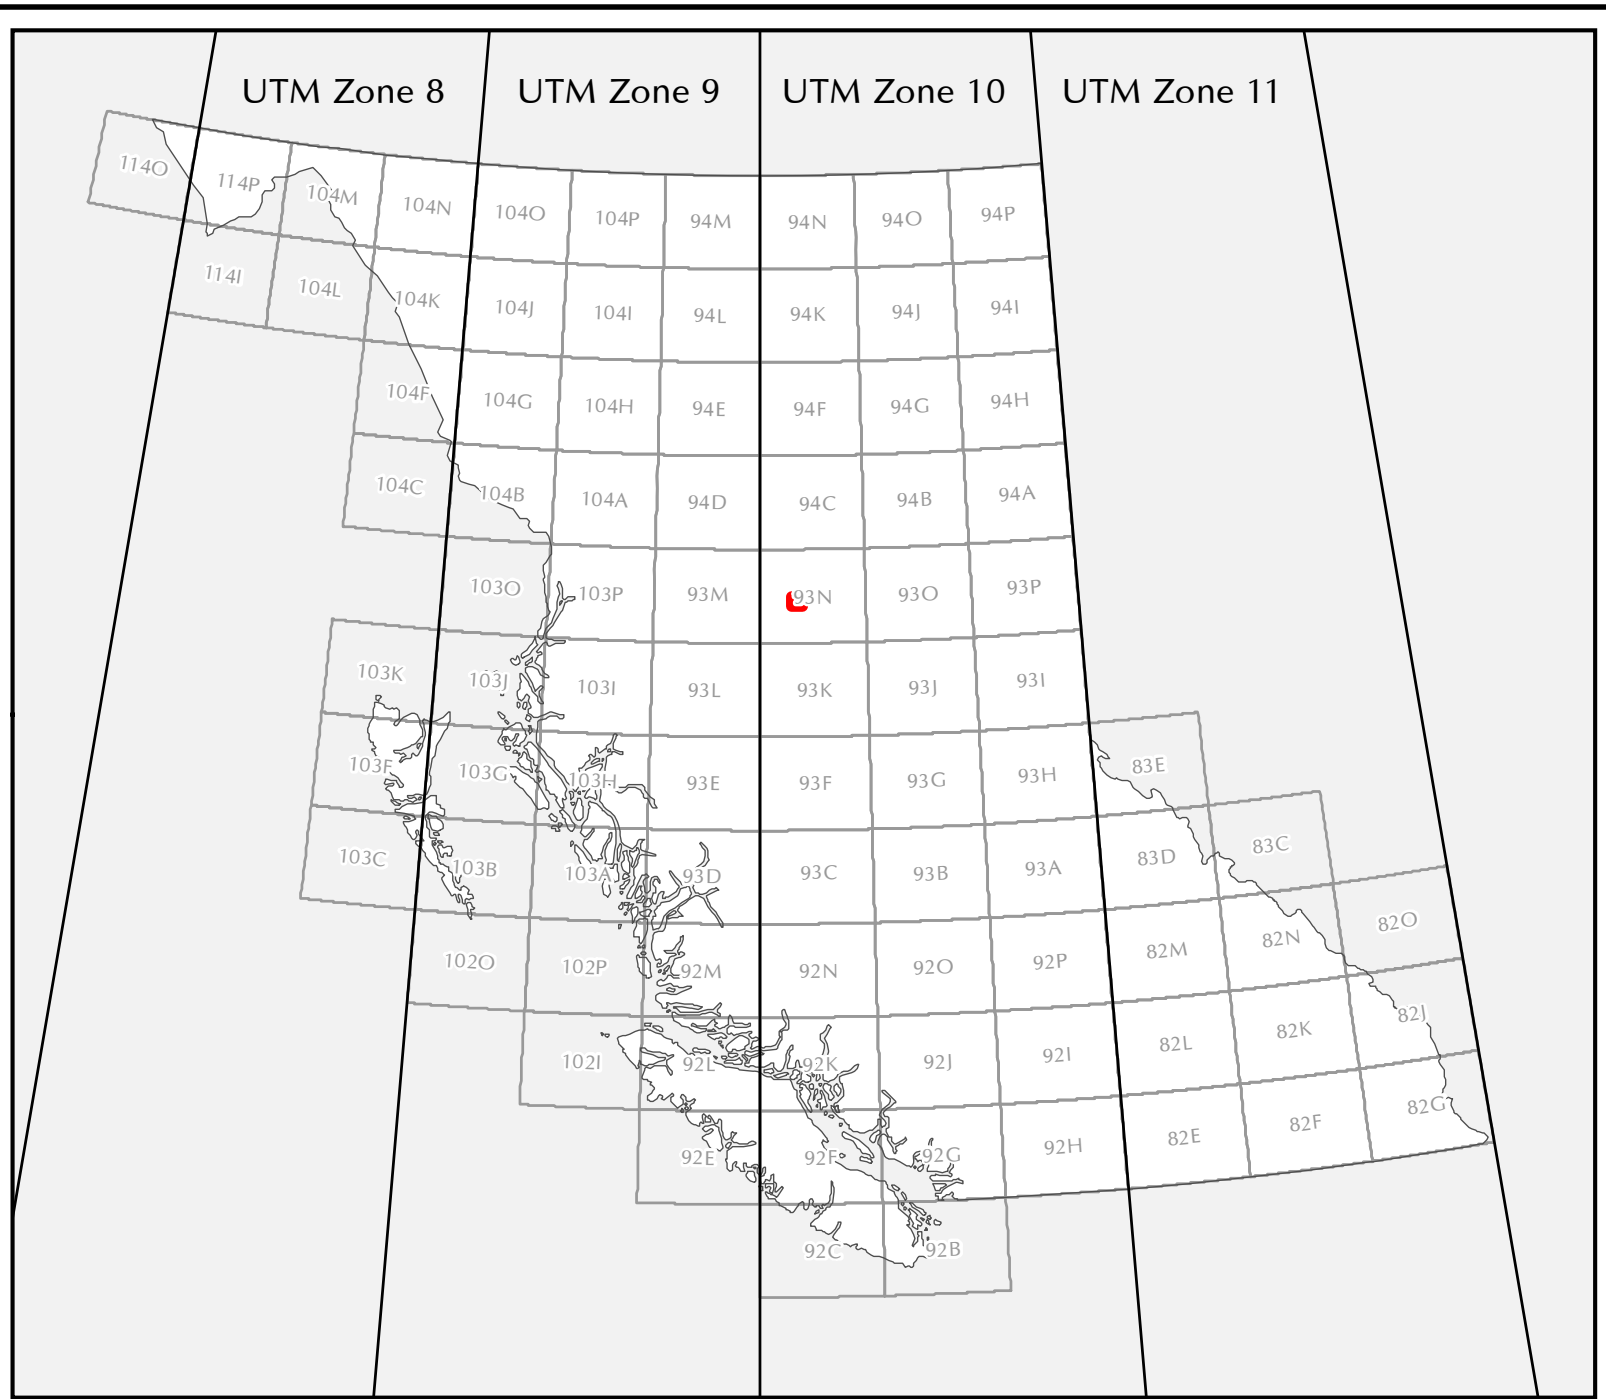 UTM Zone 8 UTM Zone 9 UTM Zone 10 UTM Zone 11
114O 114P 104M 104N 104O 104P 94M 94N 94O 94P
114I 104L 104K 104J 104I 94L 94K 94J 94I
104F 104G 104H 94E 94F 94G 94H
104C 104B 104A 94D 94C 94B 94A
103O 103P 93M 93N 93O 93P
103K 103J 103I 93L 93K 93J 93I
103F 103G 103H 93E 93F 93G 93H 83E
103C 103B 103A 93D 93C 93B 93A 83D 83C
102O 102P 92M 92N 92O 92P 82M 82N 82O
102I 92L 92K 92J 92I 82L 82K 82J
92E 92F 92G 92H 82E 82F 82G
92C 92B